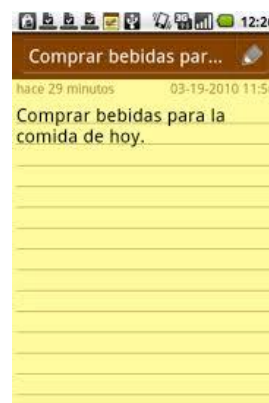 12:26
Comprar bebidas par...
hace 29 minutos 03-19-2010 11:5
Comprar bebidas para la
comida de hoy.